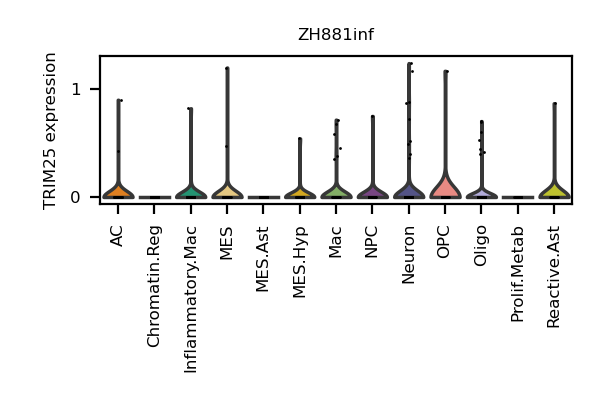 ZH881inf
TRIM25 expression
1
0
AC
Chromatin.Reg
Inflammatory.Mac
MES
MES.Ast
MES.Hyp
Mac
NPC
Neuron
OPC
Oligo
Prolif.Metab
Reactive.Ast